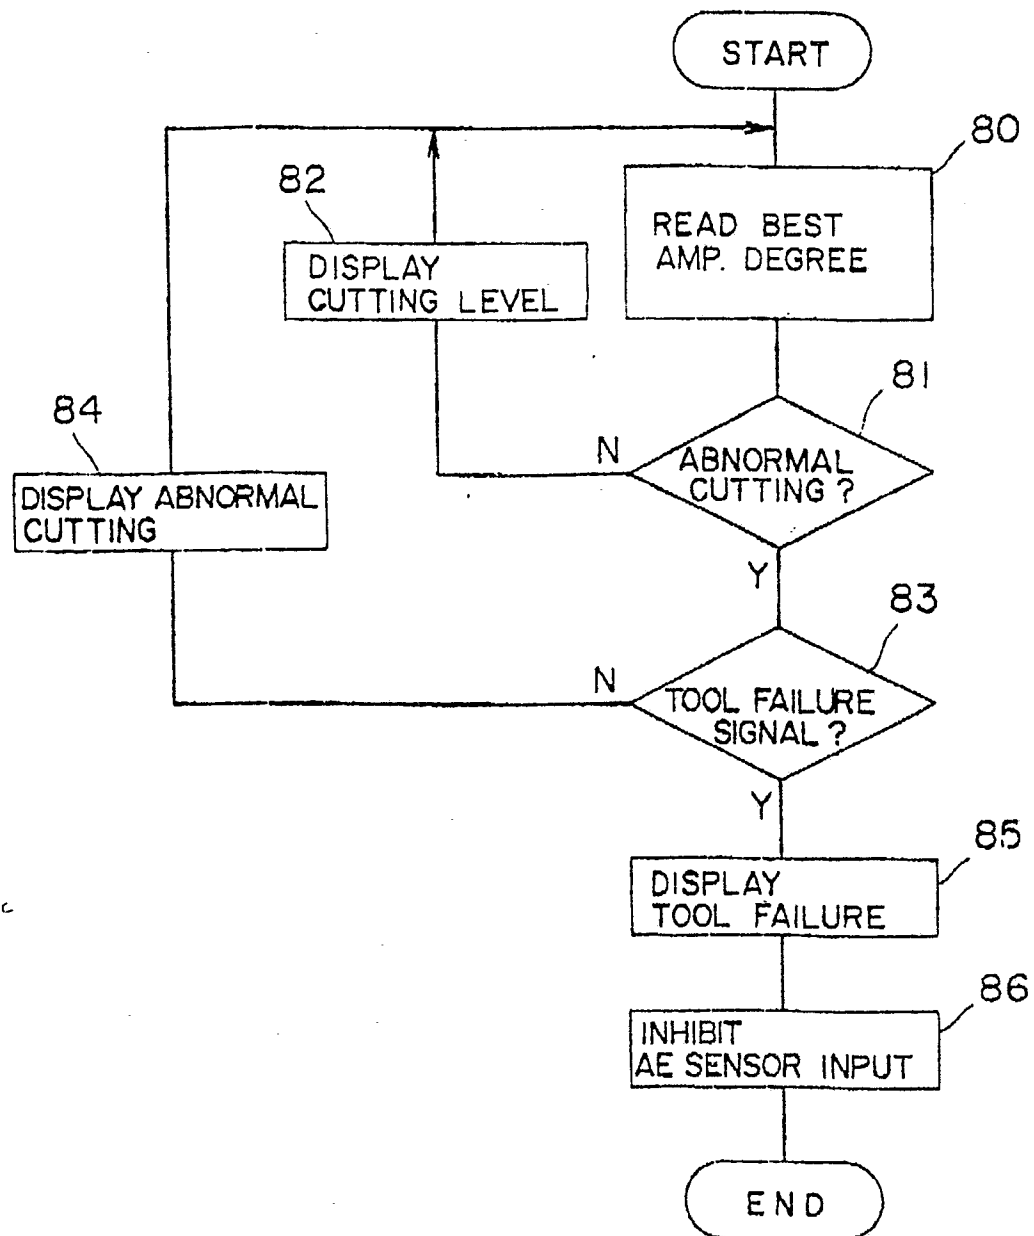 START
80
READ BEST
AMP. DEGREE
82
DISPLAY
CUTTING LEVEL
81
N
ABNORMAL
CUTTING?
Y
84
DISPLAY ABNORMAL
CUTTING
83
N
TOOL FAILURE
SIGNAL?
Y
85
DISPLAY
TOOL FAILURE
86
INHIBIT
AE SENSOR INPUT
END